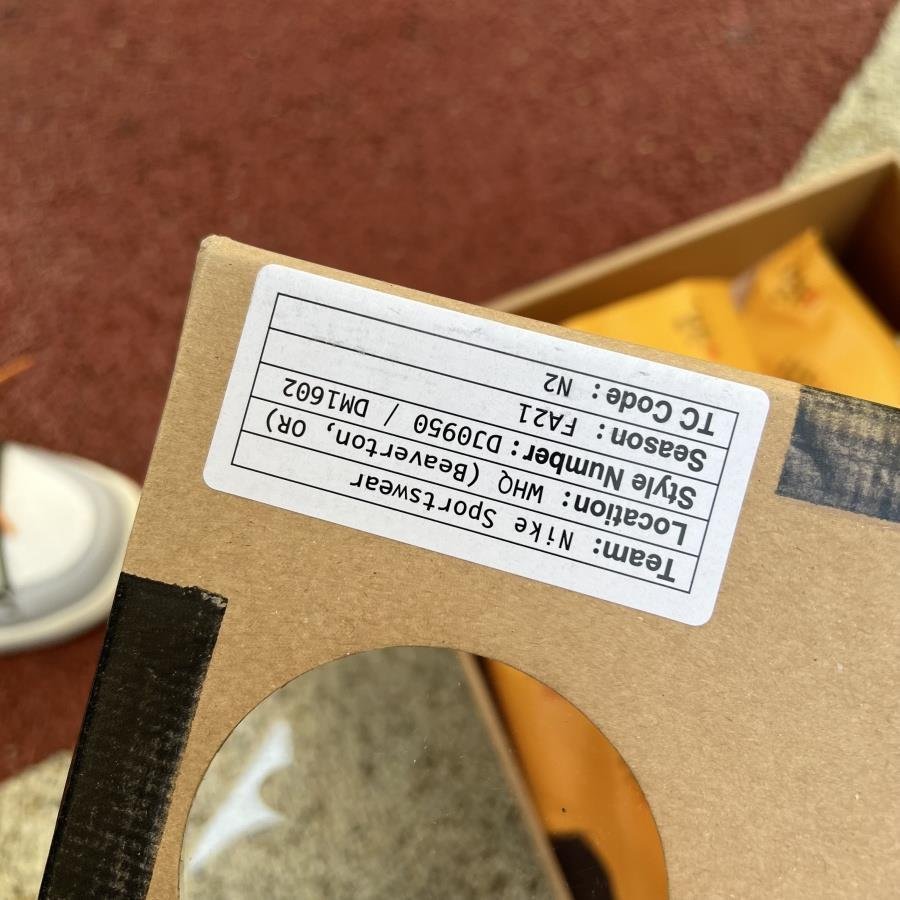 Team: Nike Sportswear
Location: WHQ (Beaverton, OR)
Style Number: DJ0950 / DM1602
Season: FA21
TC Code: N2